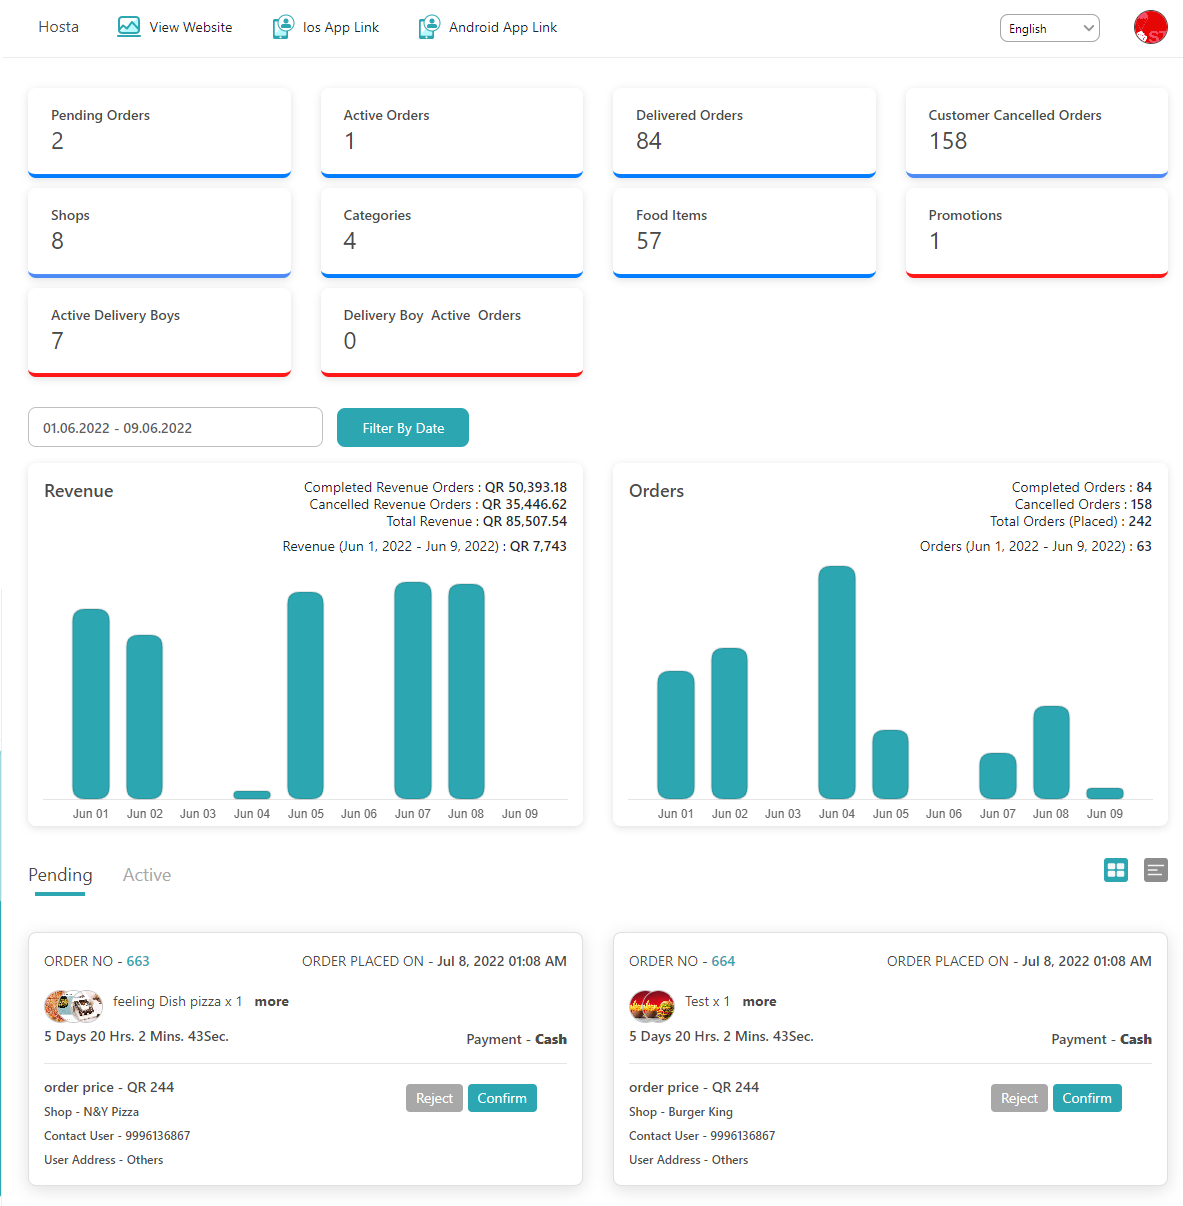 Hosta View Website Ios App Link Android App Link English
Pending Orders Active Orders Delivered Orders Customer Cancelled Orders
2 1 84 158
Shops Categories Food Items Promotions
8 4 57 1
Active Delivery Boys Delivery Boy Active Orders
7 0
01.06.2022 - 09.06.2022 Filter By Date
Revenue
Completed Revenue Orders : QR 50,393.18
Cancelled Revenue Orders : QR 35,446.62
Total Revenue : QR 85,507.54
Revenue (Jun 1, 2022 - Jun 9, 2022) : QR 7,743
Jun 01 Jun 02 Jun 03 Jun 04 Jun 05 Jun 06 Jun 07 Jun 08 Jun 09
Orders
Completed Orders : 84
Cancelled Orders : 158
Total Orders (Placed) : 242
Orders (Jun 1, 2022 - Jun 9, 2022) : 63
Jun 01 Jun 02 Jun 03 Jun 04 Jun 05 Jun 06 Jun 07 Jun 08 Jun 09
Pending Active
ORDER NO - 663 ORDER PLACED ON - Jul 8, 2022 01:08 AM
feeling Dish pizza x 1 more
5 Days 20 Hrs. 2 Mins. 43Sec.
Payment - Cash
order price - QR 244
Reject Confirm
Shop - N&Y Pizza
Contact User - 9996136867
User Address - Others
ORDER NO - 664 ORDER PLACED ON - Jul 8, 2022 01:08 AM
Test x 1 more
5 Days 20 Hrs. 2 Mins. 43Sec.
Payment - Cash
order price - QR 244
Reject Confirm
Shop - Burger King
Contact User - 9996136867
User Address - Others